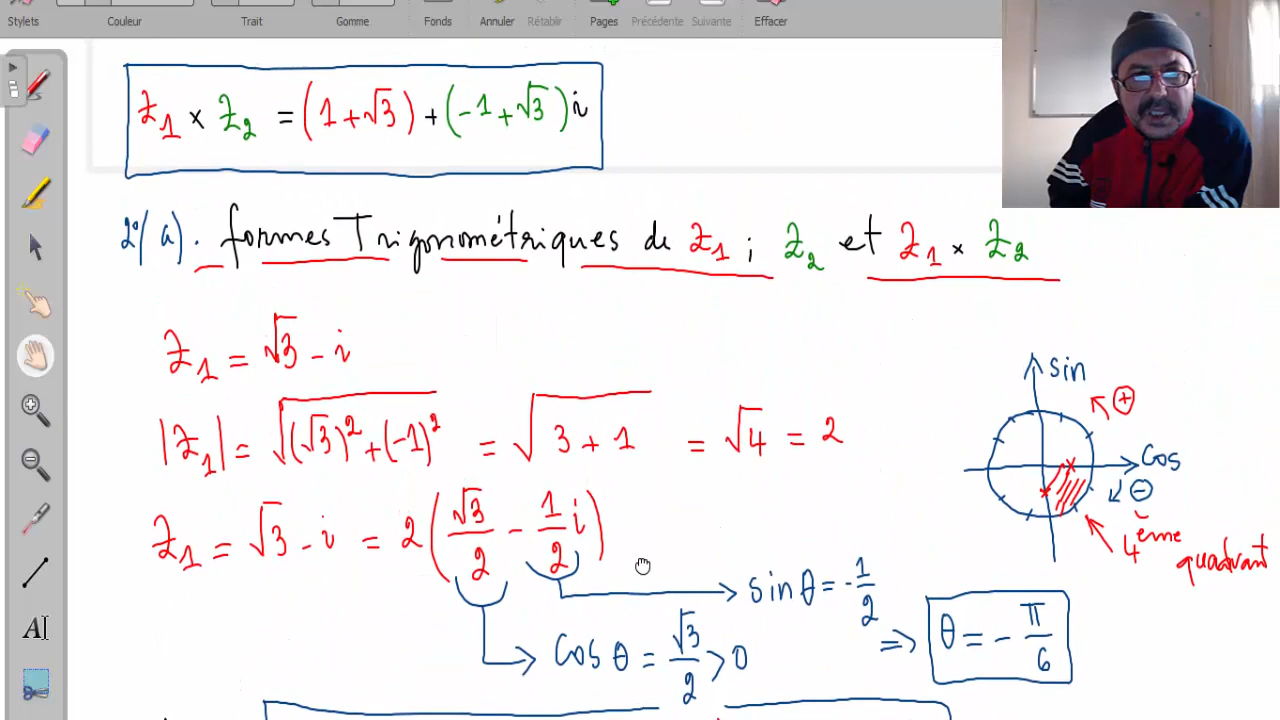 Stylets Couleur Trait Gomme Fonds Annuler Rétablir Pages Précédente Suivante Effacer
Z₁ × Z₂ = (1+√3) + (-1+√3)i
2°( a). formes Trigonométriques de Z₁ ; Z₂ et Z₁ × Z₂
Z₁ = √3 - i
|Z₁| = √((√3)² + (-1)²) = √(3 + 1) = √4 = 2
Z₁ = √3 - i = 2(√3/2 - 1/2 i)
sin θ = -1/2
cos θ = √3/2 > 0
=> θ = - π/6
sin
⊕
cos
⊖
4ème
quadrant
A